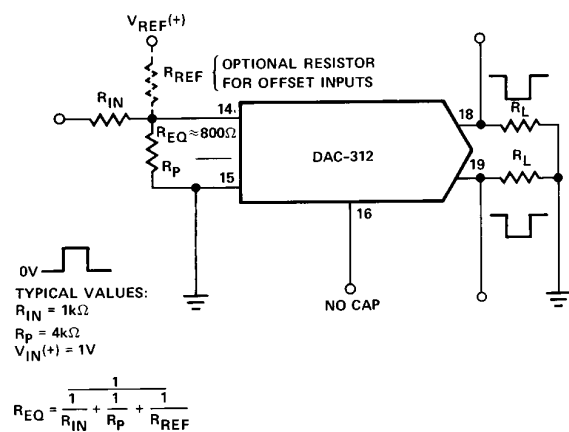 VREF(+)
RREF { OPTIONAL RESISTOR
FOR OFFSET INPUTS
RIN
14
REQ ≈ 800Ω
RP
15
DAC-312
16
18
RL
19
RL
0V
NO CAP
TYPICAL VALUES:
RIN = 1kΩ
RP = 4kΩ
VIN(+) = 1V
REQ = 1 / (1/RIN + 1/RP + 1/RREF)